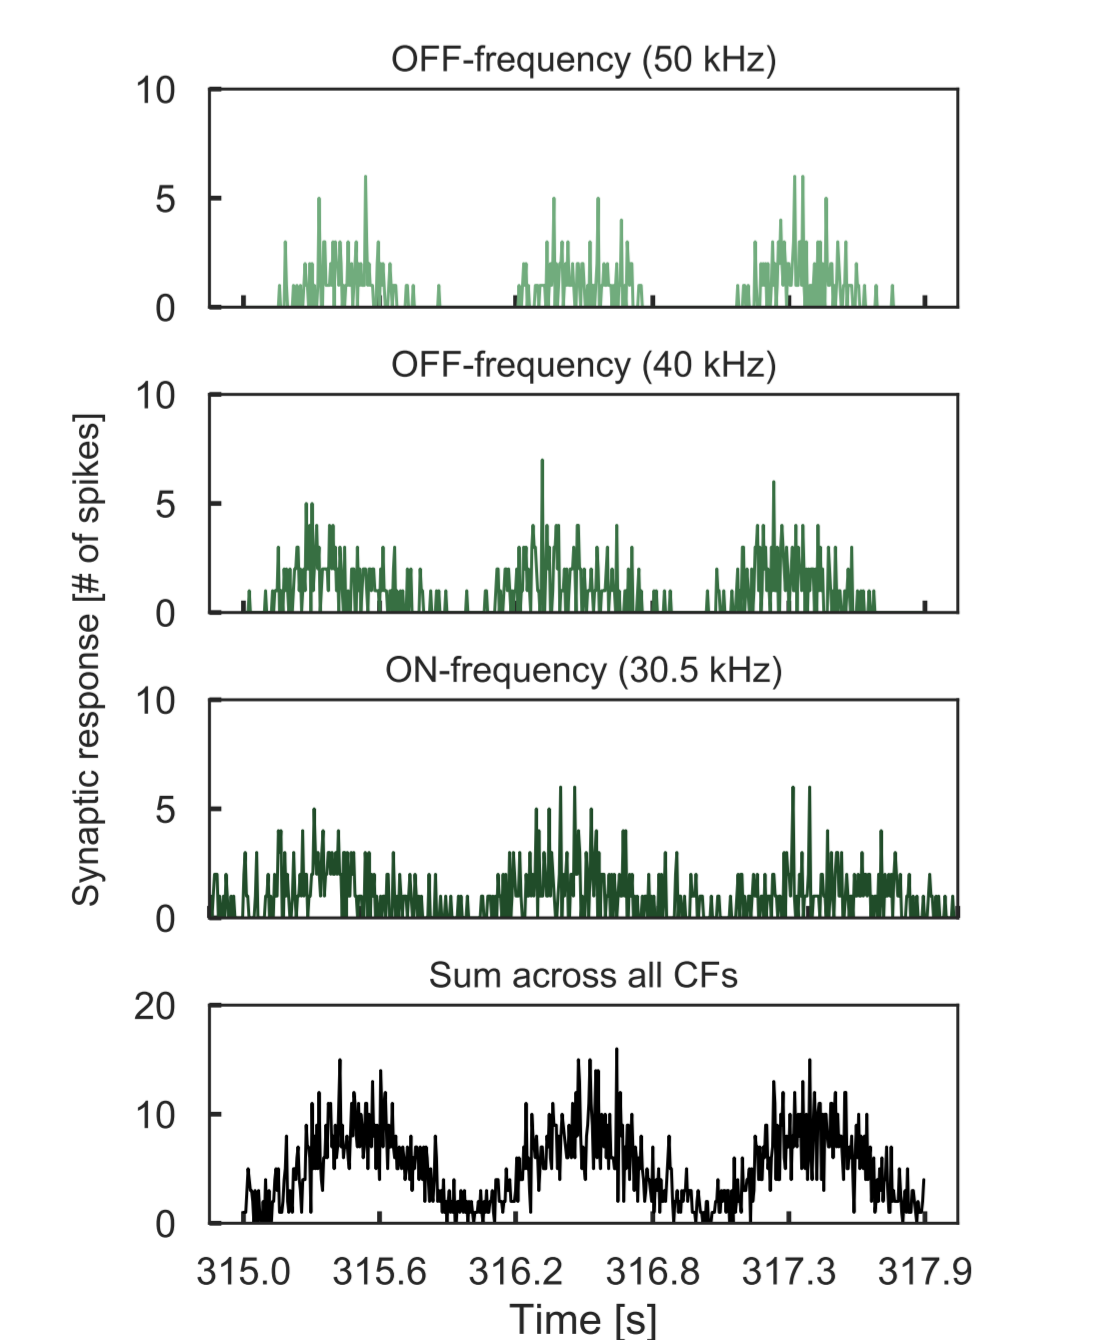 OFF-frequency (50 kHz)
10
5
0
OFF-frequency (40 kHz)
10
5
0
Synaptic response [# of spikes]
ON-frequency (30.5 kHz)
10
5
0
Sum across all CFs
20
10
0
315.0 315.6 316.2 316.8 317.3 317.9
Time [s]